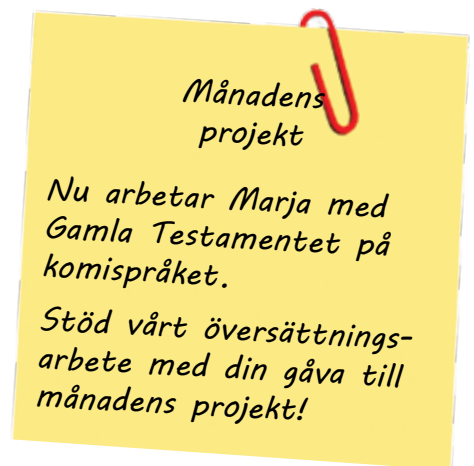 Månadens
projekt
Nu arbetar Marja med
Gamla Testamentet på
komispråket.
Stöd vårt översättnings-
arbete med din gåva till
månadens projekt!